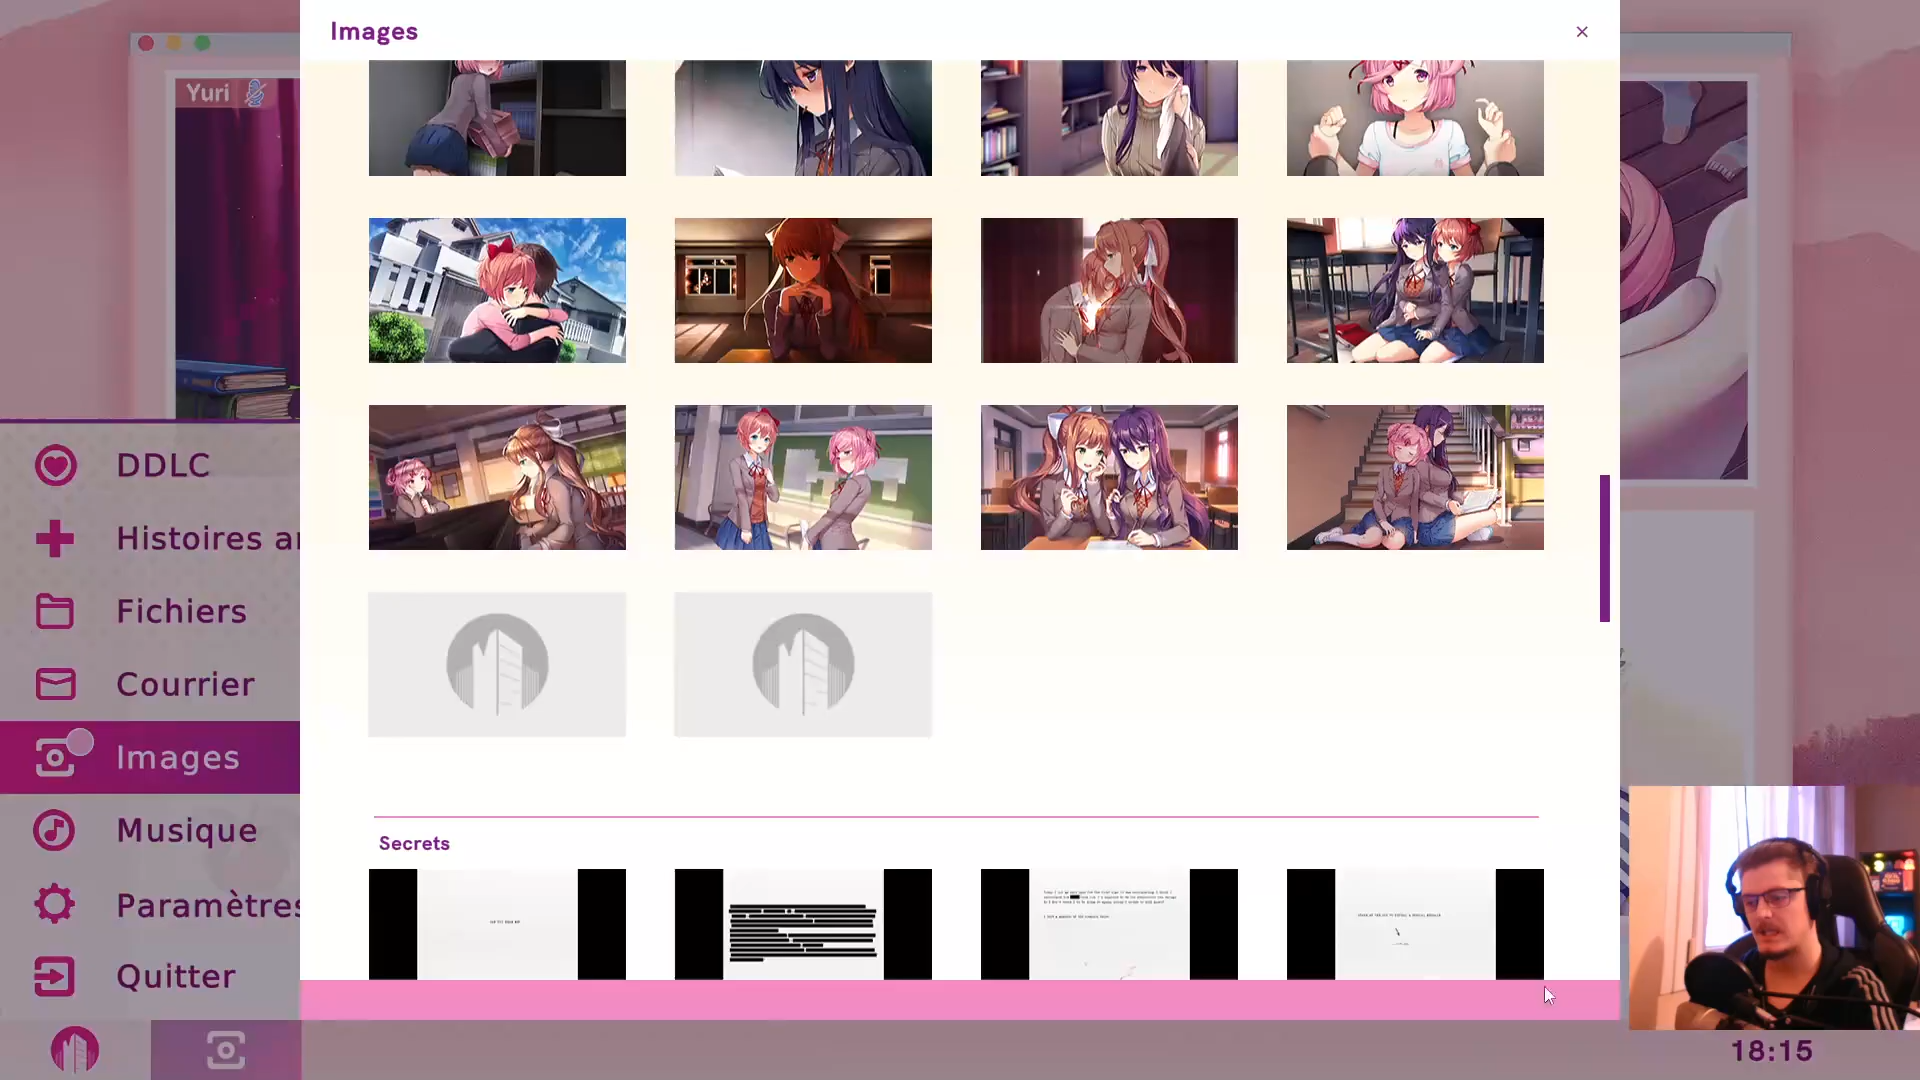 Images
Yuri
DDLC
Histoires a
Fichiers
Courrier
Images
Musique
Paramètres
Quitter
Secrets
18:15